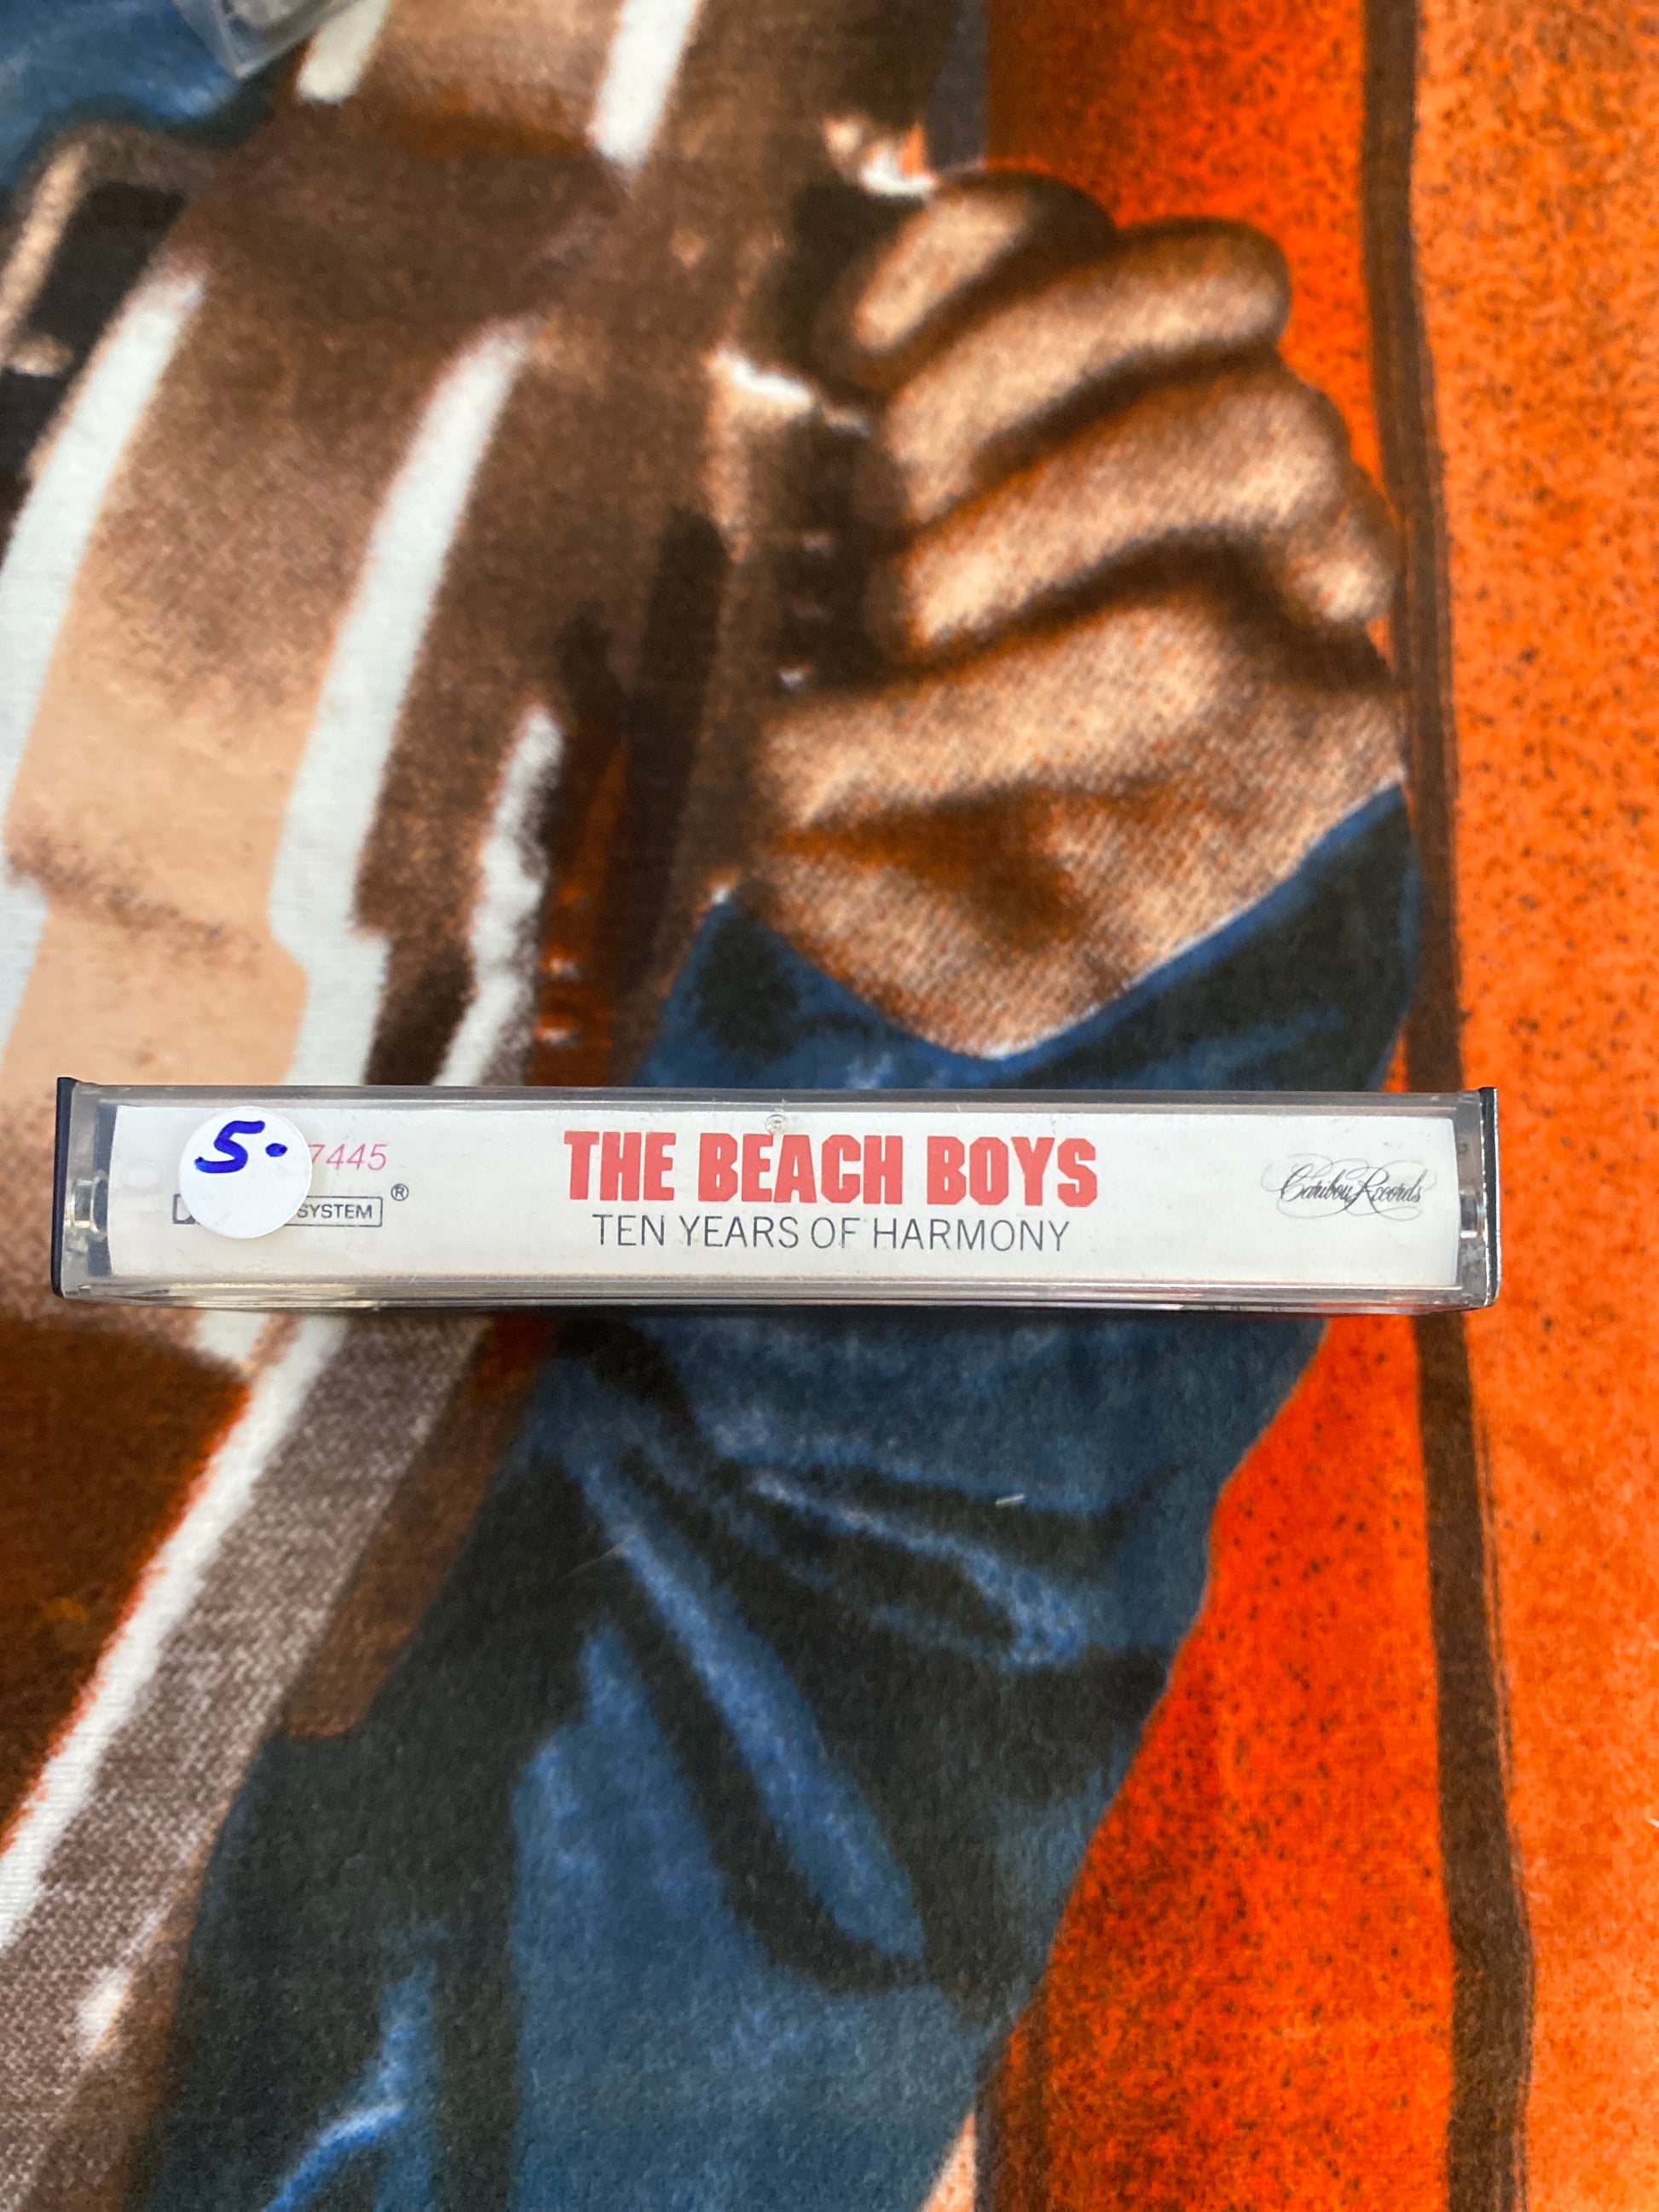 5.
7445
SYSTEM ®
THE BEACH BOYS
TEN YEARS OF HARMONY
Caribou Records